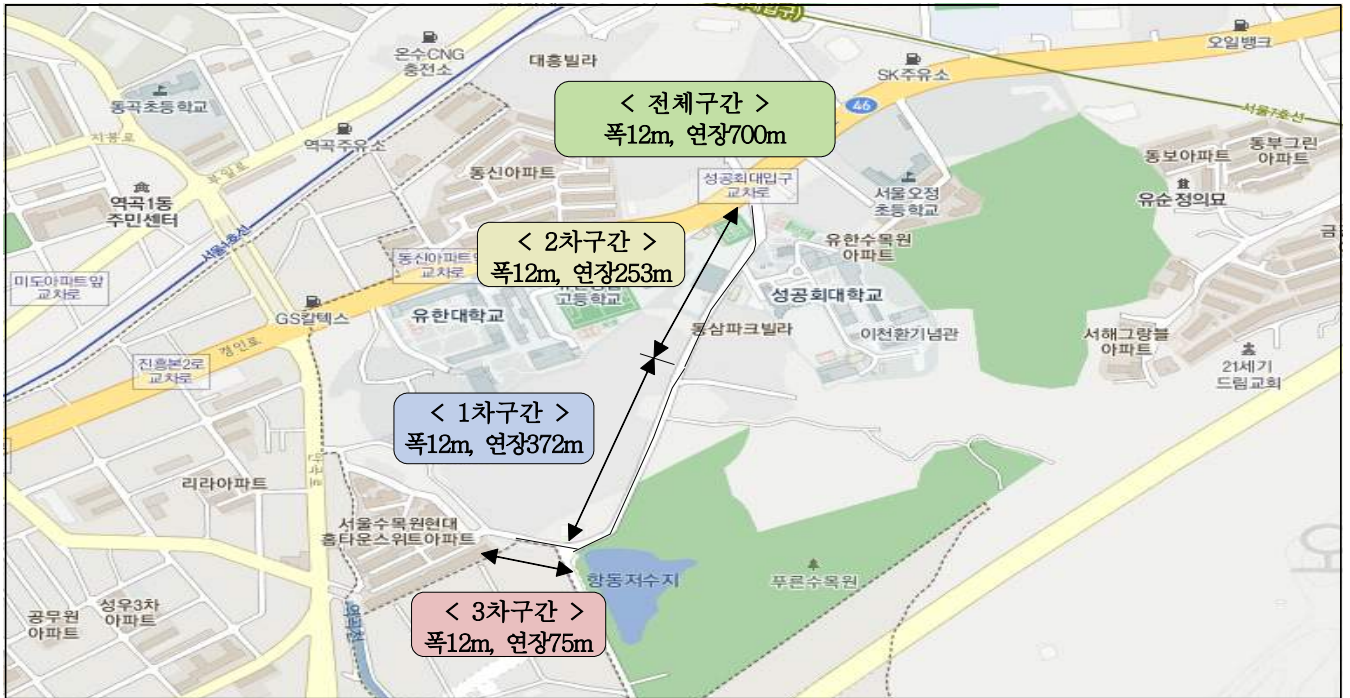 온수CNG
충전소
대흥빌라
오일뱅크
SK주유소
동곡초등학교
< 전체구간 >
폭12m, 연장700m
46
서울7호선
지봉로
역곡주유소
부일로
동신아파트
성공회대입구
교차로
동보아파트
동부그린
아파트
서울오정
초등학교
유순정의묘
역곡1동
주민센터
서울1호선
< 2차구간 >
폭12m, 연장253m
유한수목원
아파트
금
동신아파트
교차로
미도아파트앞
교차로
고등학교
성공회대학교
GS칼텍스
유한대학교
동삼파크빌라
이천환기념관
서해그랑블
아파트
경인로
진흥본2로
교차로
21세기
드림교회
< 1차구간 >
폭12m, 연장372m
리라아파트
서울수목원현대
홈타운스위트아파트
항동저수지
푸른수목원
< 3차구간 >
폭12m, 연장75m
공무원
아파트
성우3차
아파트
역곡천